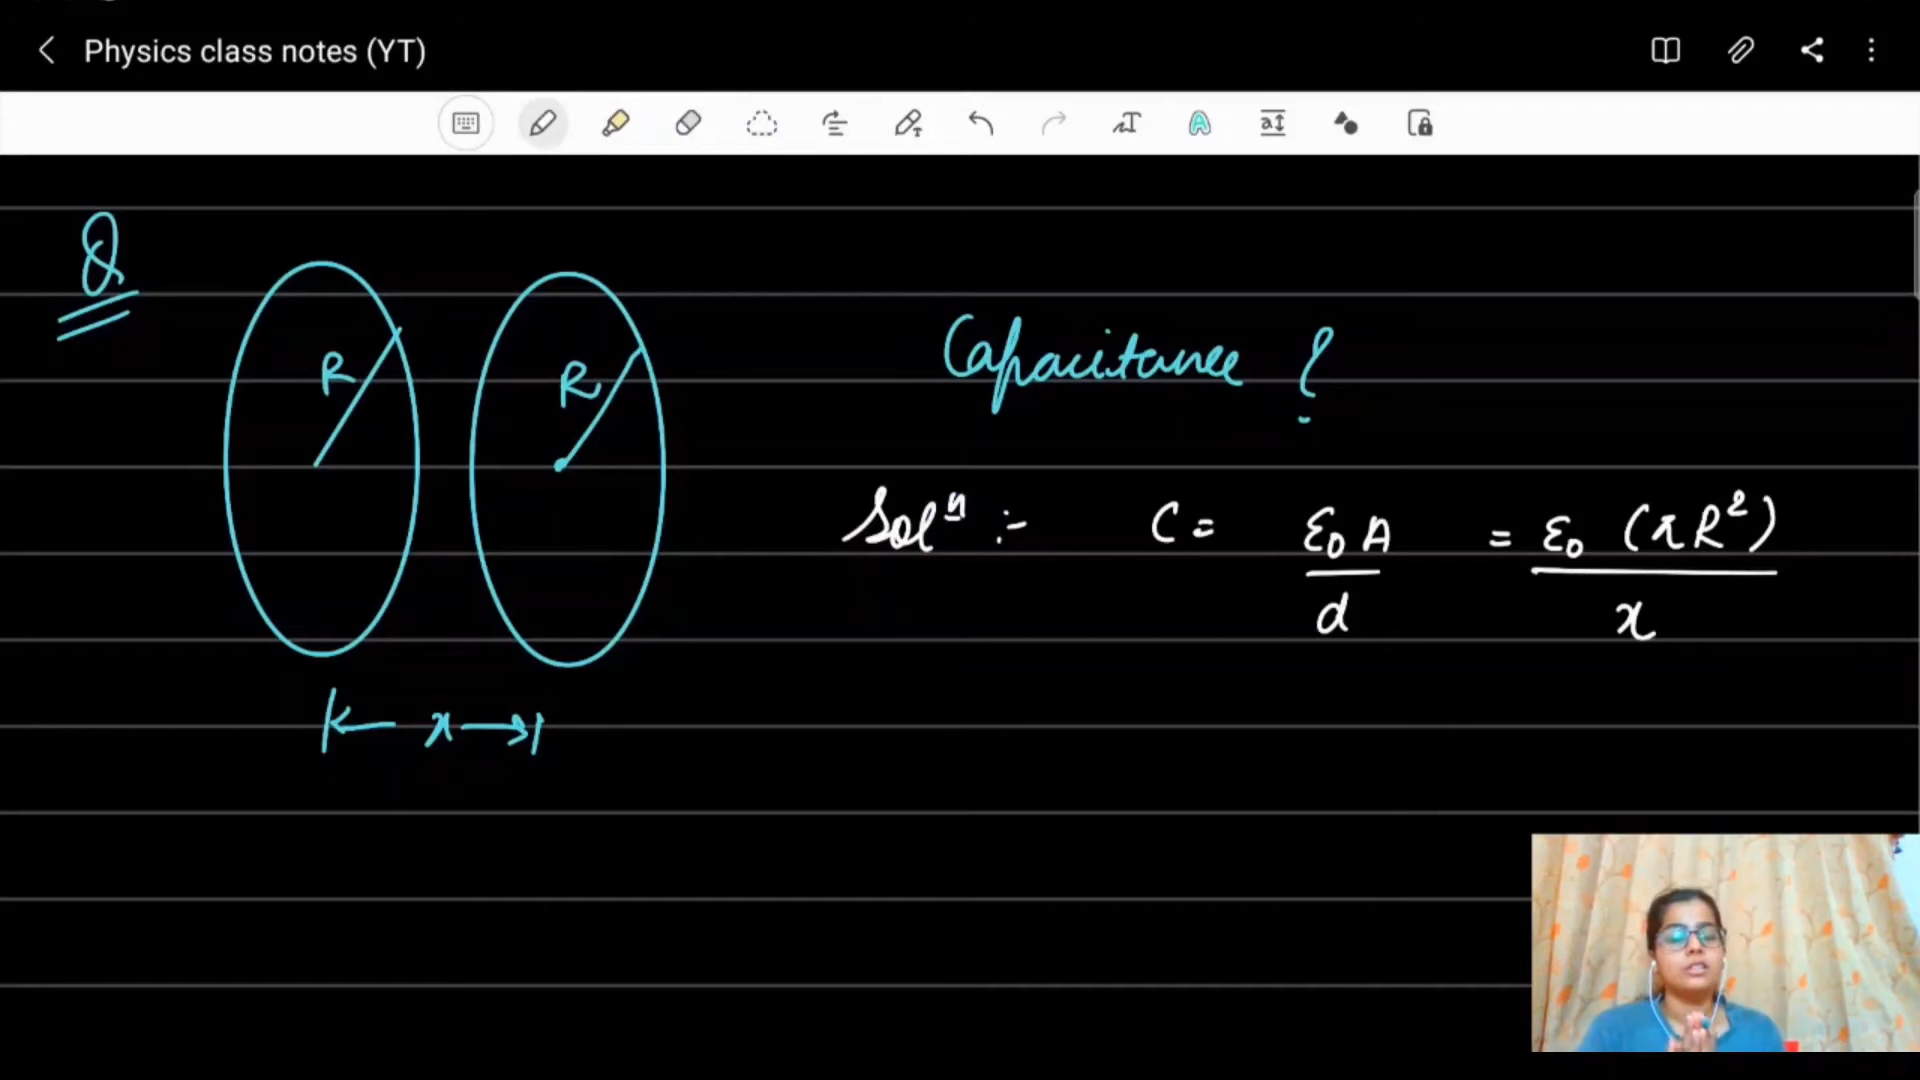 Physics class notes (YT)
Q
R
R
Capacitance ?
Solⁿ :- C = ε₀A / d = ε₀ (πR²) / x
x